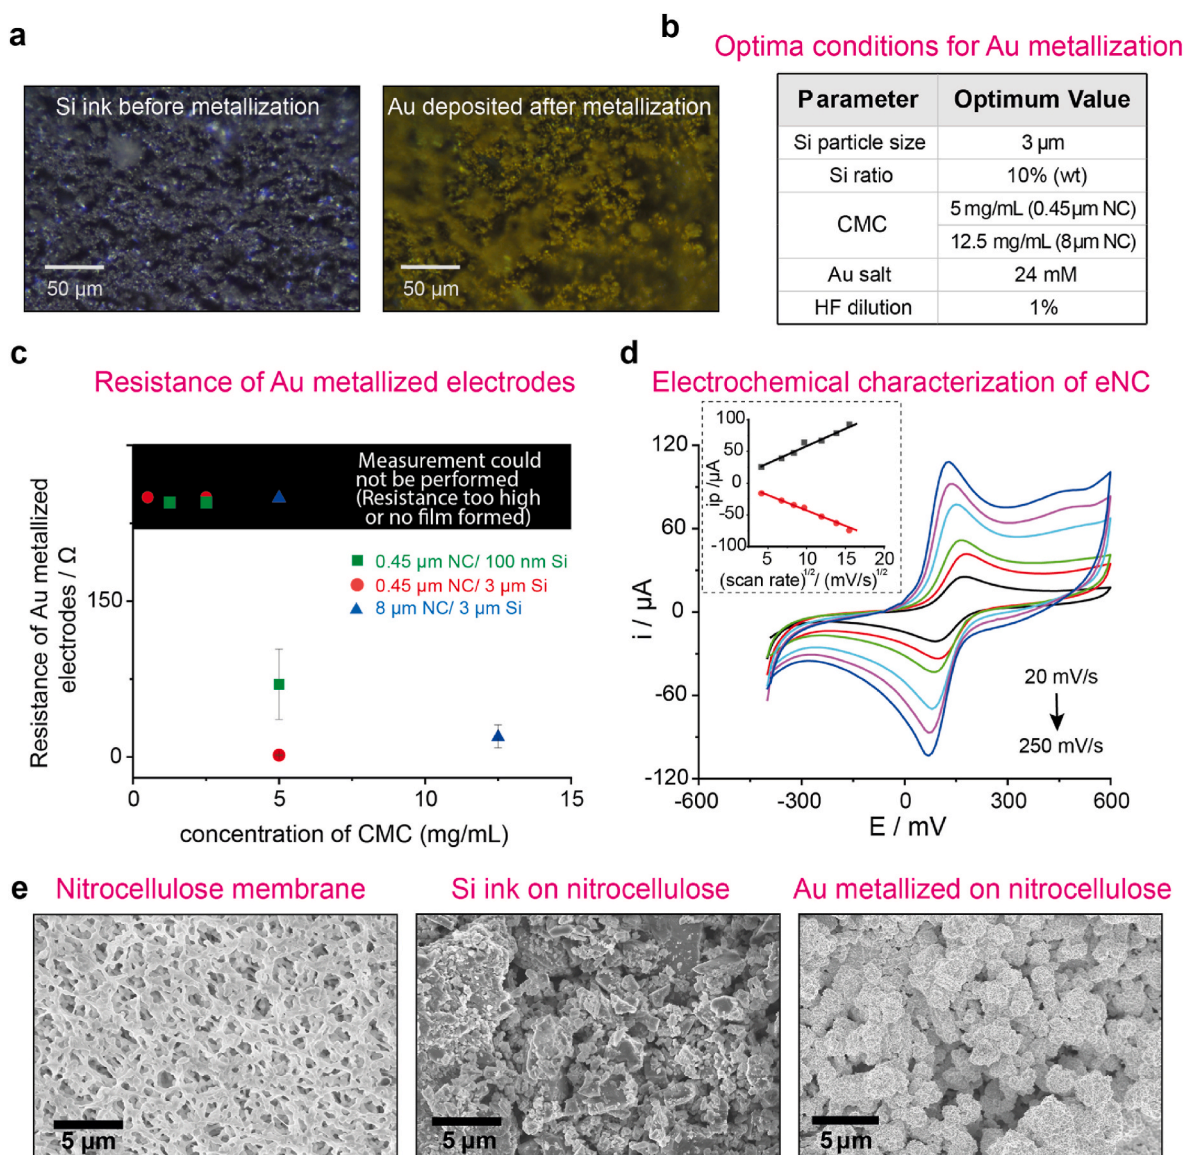 a
Si ink before metallization
50 µm
Au deposited after metallization
50 µm
b
Optima conditions for Au metallization
Parameter Optimum Value
Si particle size 3 µm
Si ratio 10% (wt)
CMC 5 mg/mL (0.45µm NC)
12.5 mg/mL (8µm NC)
Au salt 24 mM
HF dilution 1%
c
Resistance of Au metallized electrodes
Measurement could
not be performed
(Resistance too high
or no film formed)
0.45 µm NC/ 100 nm Si
0.45 µm NC/ 3 µm Si
8 µm NC/ 3 µm Si
Resistance of Au metallized
electrodes / Ω
150
0
0 5 10 15
concentration of CMC (mg/mL)
d
Electrochemical characterization of eNC
120
60
0
-60
-120
i / µA
-600 -300 0 300 600
E / mV
100
50
0
-50
-100
ip /µA
5 10 15 20
(scan rate)^1/2/ (mV/s)^1/2
20 mV/s
250 mV/s
e
Nitrocellulose membrane
5 µm
Si ink on nitrocellulose
5 µm
Au metallized on nitrocellulose
5 µm